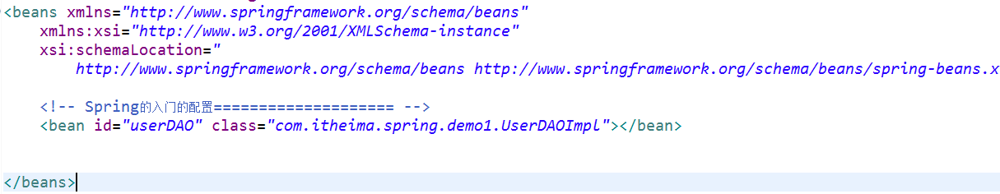 <beans xmlns="http://www.springframework.org/schema/beans"
xmlns:xsi="http://www.w3.org/2001/XMLSchema-instance"
xsi:schemaLocation="
http://www.springframework.org/schema/beans http://www.springframework.org/schema/beans/spring-beans.x
<!-- Spring的入门的配置==================== -->
<bean id="userDAO" class="com.itheima.spring.demo1.UserDAOImpl"></bean>
</beans>